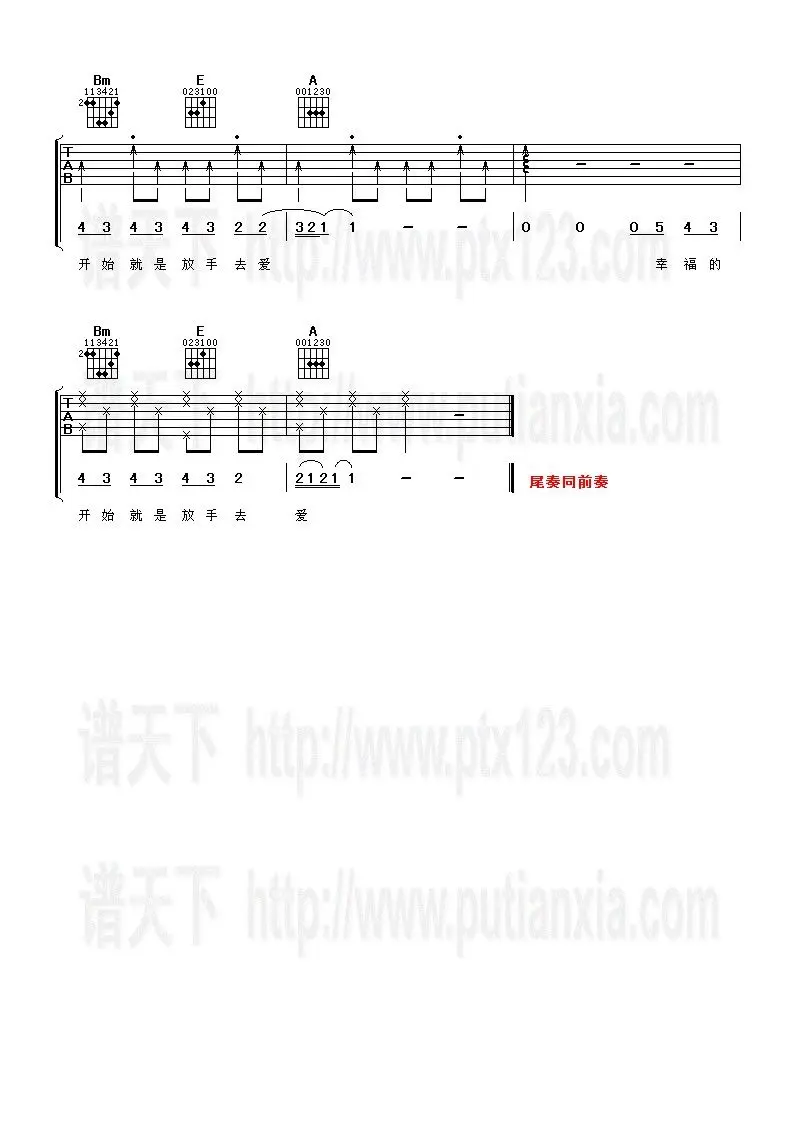 Bm E A
113421 023100 001230
2
T
A
B
4 3 4 3 4 3 2 2 3 2 1 1 - - 0 0 0 5 4 3
开 始 就 是 放 手 去 爱 幸 福 的
Bm E A
113421 023100 001230
2
T
A
B
4 3 4 3 4 3 2 2 1 2 1 1 - - 尾奏同前奏
开 始 就 是 放 手 去 爱
谱天下 http://www.ptx123.com
谱天下 http://www.putianxia.com
谱天下 http://www.ptx123.com
谱天下 http://www.putianxia.com